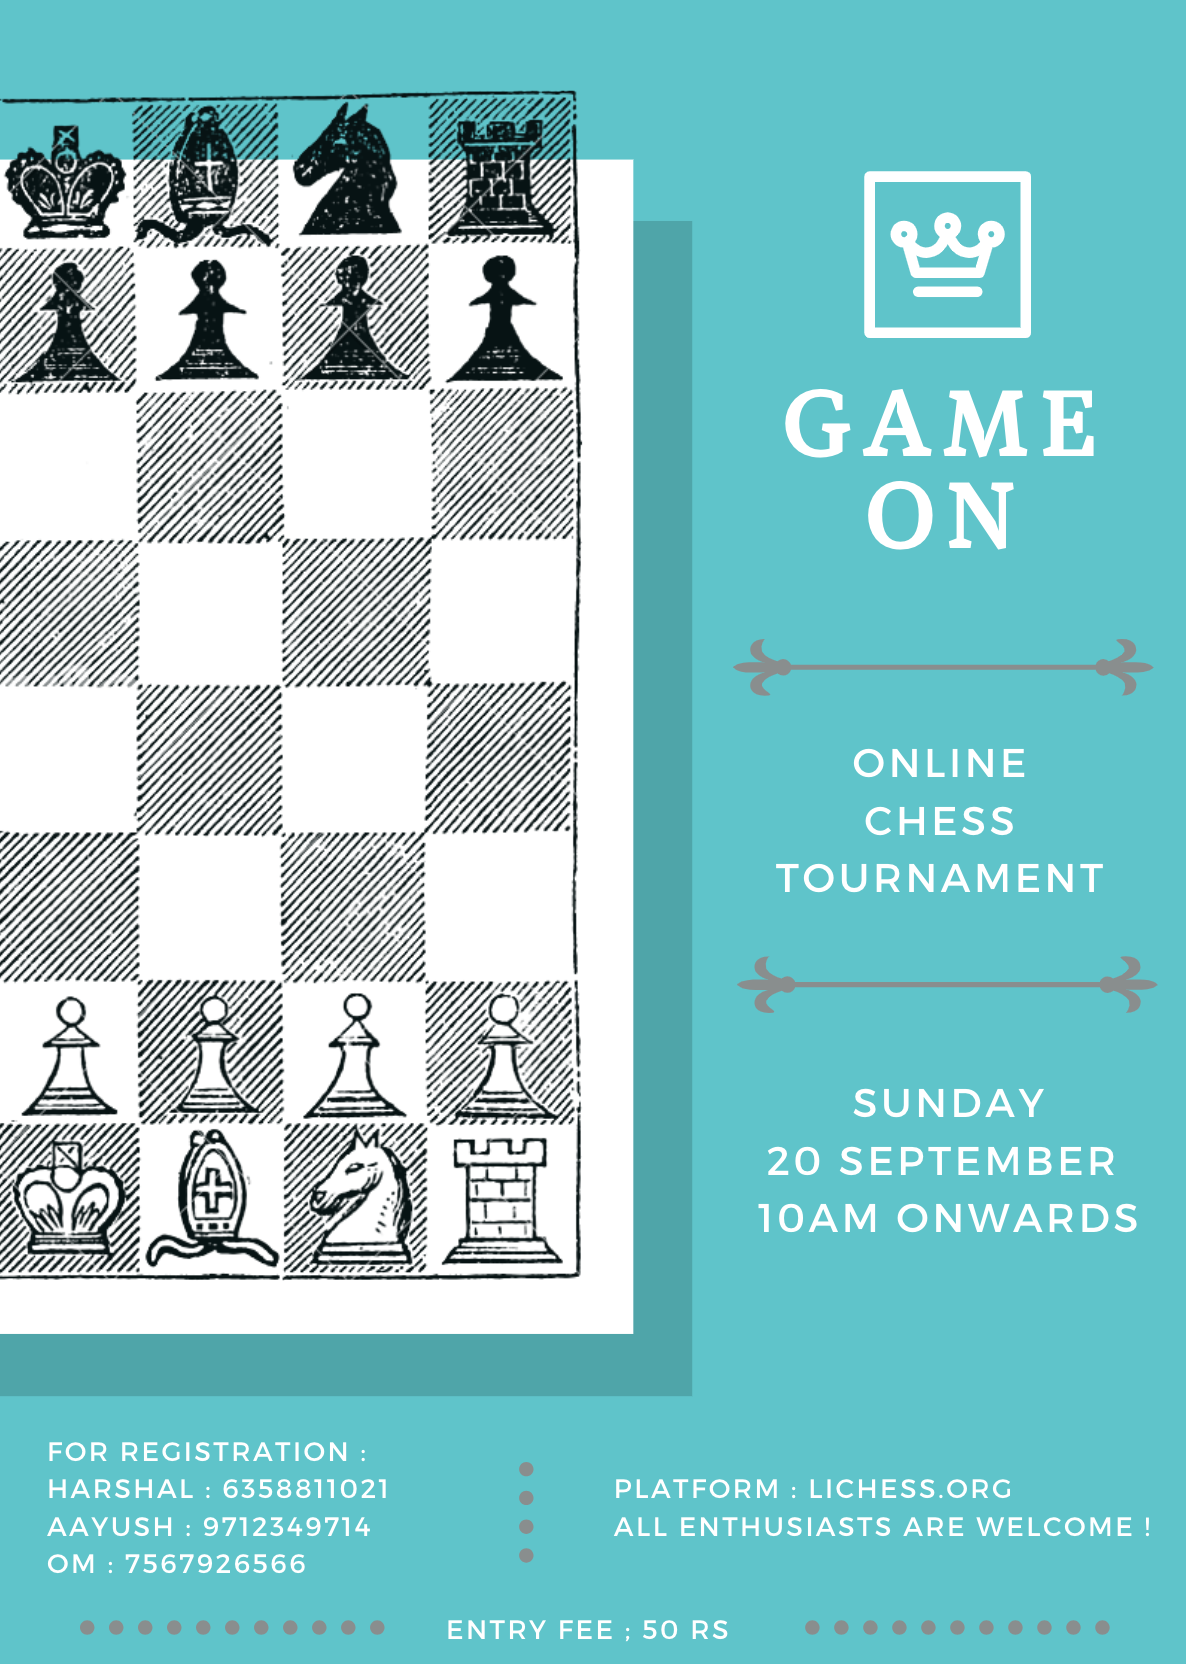 GAME
ON
ONLINE
CHESS
TOURNAMENT
SUNDAY
20 SEPTEMBER
10AM ONWARDS
FOR REGISTRATION :
HARSHAL : 6358811021
AAYUSH : 9712349714
OM : 7567926566
PLATFORM : LICHESS.ORG
ALL ENTHUSIASTS ARE WELCOME !
ENTRY FEE ; 50 RS